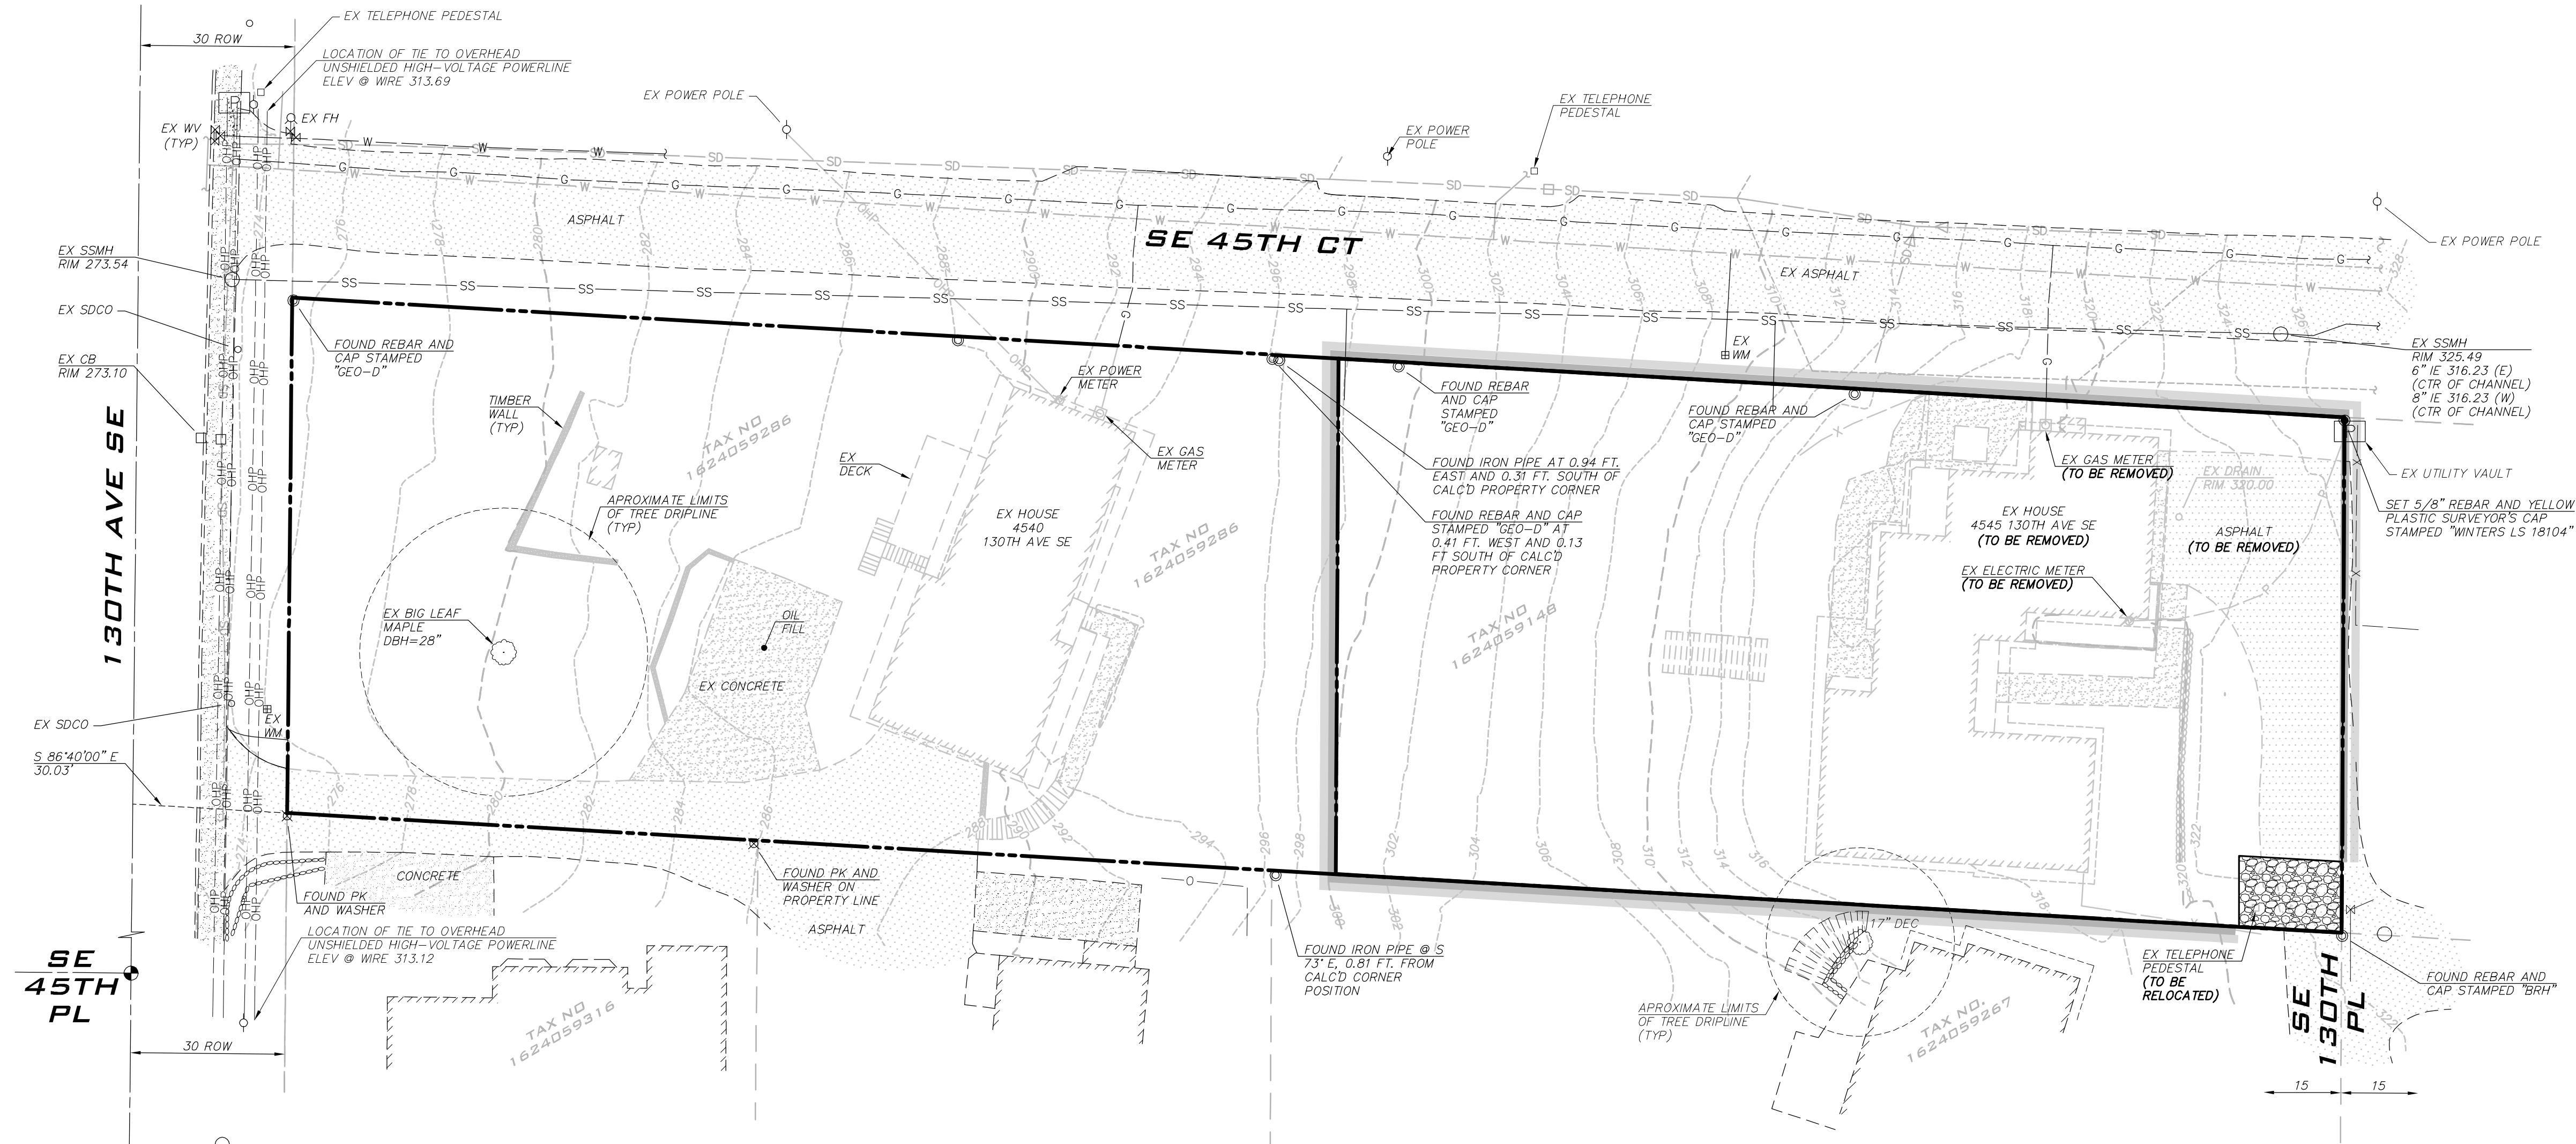 EX TELEPHONE PEDESTAL
30 ROW
LOCATION OF TIE TO OVERHEAD
UNSHIELDED HIGH-VOLTAGE POWERLINE
ELEV @ WIRE 313.69
EX WV
(TYP)
EX FH
EX POWER POLE
EX POWER
POLE
EX TELEPHONE
PEDESTAL
EX POWER POLE
ASPHALT
SE 45TH CT
EX ASPHALT
EX SSMH
RIM 273.54
EX SDCO
EX CB
RIM 273.10
130TH AVE SE
EX SDCO
EX
WM
S 86°40'00" E
30.03'
FOUND REBAR AND
CAP STAMPED
"GEO-D"
TIMBER
WALL
(TYP)
TAX NO
1624059286
APROXIMATE LIMITS
OF TREE DRIPLINE
(TYP)
EX BIG LEAF
MAPLE
DBH=28"
OIL
FILL
EX CONCRETE
EX
DECK
EX POWER
METER
EX GAS
METER
EX HOUSE
4540
130TH AVE SE
TAX NO
1624059286
FOUND REBAR
AND CAP
STAMPED
"GEO-D"
FOUND IRON PIPE AT 0.94 FT.
EAST AND 0.31 FT. SOUTH OF
CALC'D PROPERTY CORNER
FOUND REBAR AND CAP
STAMPED "GEO-D" AT
0.41 FT. WEST AND 0.13
FT SOUTH OF CALC'D
PROPERTY CORNER
EX
WM
FOUND REBAR AND
CAP STAMPED
"GEO-D"
TAX NO
1624059148
EX GAS METER
(TO BE REMOVED)
EX DRAIN
RIM 320.00
EX HOUSE
4545 130TH AVE SE
(TO BE REMOVED)
ASPHALT
(TO BE REMOVED)
EX ELECTRIC METER
(TO BE REMOVED)
EX SSMH
RIM 325.49
6" IE 316.23 (E)
(CTR OF CHANNEL)
8" IE 316.23 (W)
(CTR OF CHANNEL)
EX UTILITY VAULT
SET 5/8" REBAR AND YELLOW
PLASTIC SURVEYOR'S CAP
STAMPED "WINTERS LS 18104"
CONCRETE
FOUND PK
AND WASHER
LOCATION OF TIE TO OVERHEAD
UNSHIELDED HIGH-VOLTAGE POWERLINE
ELEV @ WIRE 313.12
FOUND PK AND
WASHER ON
PROPERTY LINE
ASPHALT
FOUND IRON PIPE @ S
73° E, 0.81 FT. FROM
CALC'D CORNER
POSITION
17" DEC
APROXIMATE LIMITS
OF TREE DRIPLINE
(TYP)
TAX NO.
1624059267
EX TELEPHONE
PEDESTAL
(TO BE
RELOCATED)
FOUND REBAR AND
CAP STAMPED "BRH"
SE
130TH
PL
SE
45TH
PL
TAX NO
1624059316
30 ROW
15 15